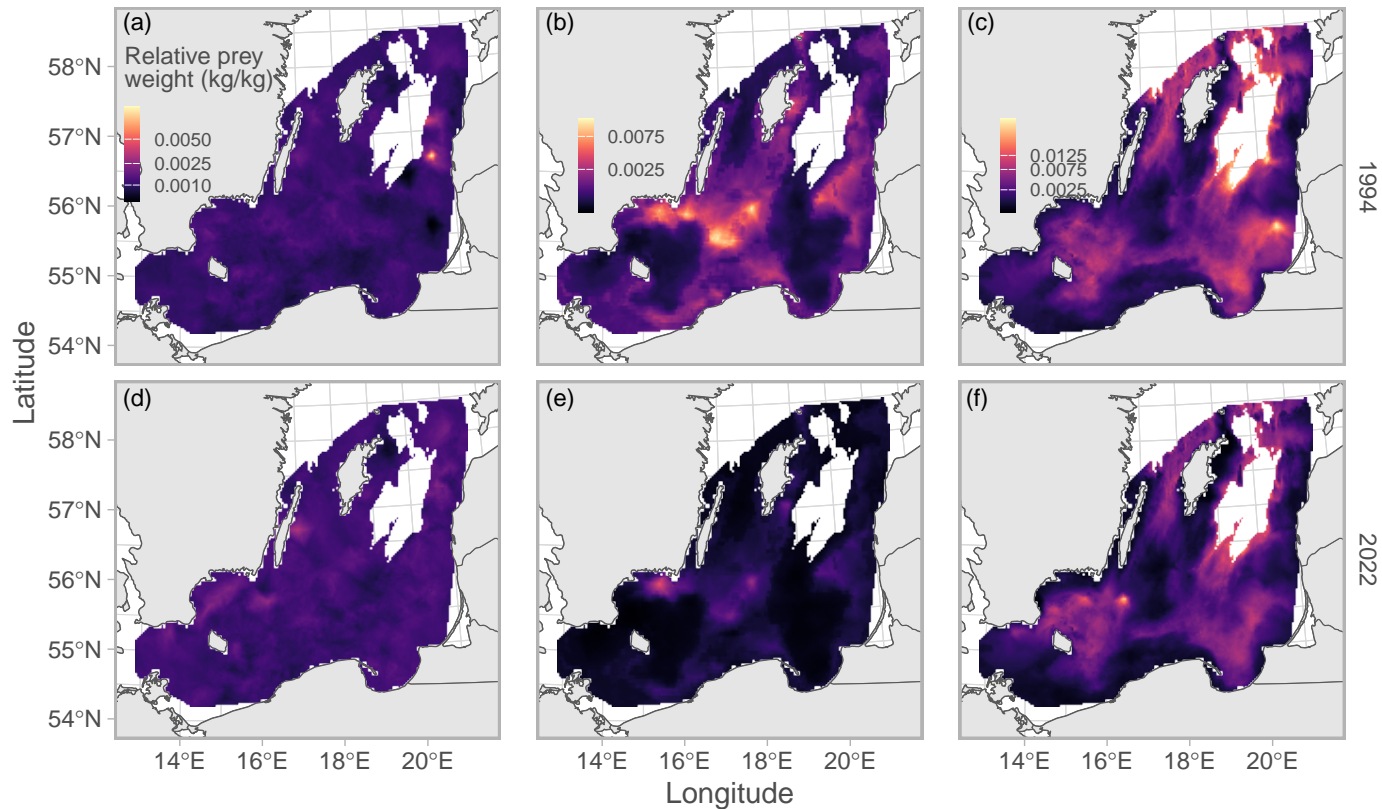 (a)
Relative prey
weight (kg/kg)
0.0050
0.0025
0.0010
(b)
0.0075
0.0025
(c)
0.0125
0.0075
0.0025
1994
58°N
57°N
56°N
55°N
54°N
(d)
(e)
(f)
2022
58°N
57°N
56°N
55°N
54°N
Latitude
14°E 16°E 18°E 20°E
14°E 16°E 18°E 20°E
14°E 16°E 18°E 20°E
Longitude